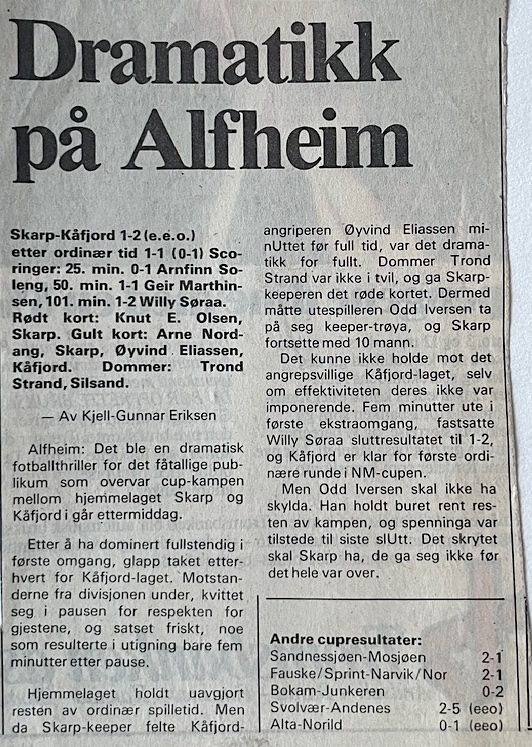 Dramatikk
på Alfheim
Skarp-Kåfjord 1-2 (e.e.o.)
etter ordinær tid 1-1 (0-1) Sco-
ringer: 25. min. 0-1 Arnfinn So-
leng, 50. min. 1-1 Geir Marthin-
sen, 101. min. 1-2 Willy Søraa.
Rødt kort: Knut E. Olsen,
Skarp. Gult kort: Arne Nord-
ang, Skarp, Øyvind Eliassen,
Kåfjord. Dommer: Trond
Strand, Silsand.
— Av Kjell-Gunnar Eriksen
Alfheim: Det ble en dramatisk
fotballthriller for det fåtallige pub-
likum som overvar cup-kampen
mellom hjemmelaget Skarp og
Kåfjord i går ettermiddag.
Etter å ha dominert fullstendig i
første omgang, glapp taket etter-
hvert for Kåfjord-laget. Motstan-
derne fra divisjonen under, kvittet
seg i pausen for respekten for
gjestene, og satset friskt, noe
som resulterte i utigning bare fem
minutter etter pause.
Hjemmelaget holdt uavgjort
resten av ordinær spilletid. Men
da Skarp-keeper felte Kåfjord-
angriperen Øyvind Eliassen mi-
nUttet før full tid, var det drama-
tikk for fullt. Dommer Trond
Strand var ikke i tvil, og ga Skarp-
keeperen det røde kortet. Dermed
måtte utespilleren Odd Iversen ta
på seg keeper-trøya, og Skarp
fortsette med 10 mann.
Det kunne ikke holde mot det
angrepsvillige Kåfjord-laget, selv
om effektiviteten deres ikke var
imponerende. Fem minutter ute i
første ekstraomgang, fastsatte
Willy Søraa sluttresultatet til 1-2,
og Kåfjord er klar for første ordi-
nære runde i NM-cupen.
Men Odd Iversen skal ikke ha
skylda. Han holdt buret rent res-
ten av kampen, og spenninga var
tilstede til siste slUtt. Det skrytet
skal Skarp ha, de ga seg ikke før
det hele var over.
Andre cupresultater:
Sandnessjøen-Mosjøen 2-1
Fauske/Sprint-Narvik/Nor 2-1
Bokam-Junkeren 0-2
Svolvær-Andenes 2-5 (eeo)
Alta-Norild 0-1 (eeo)